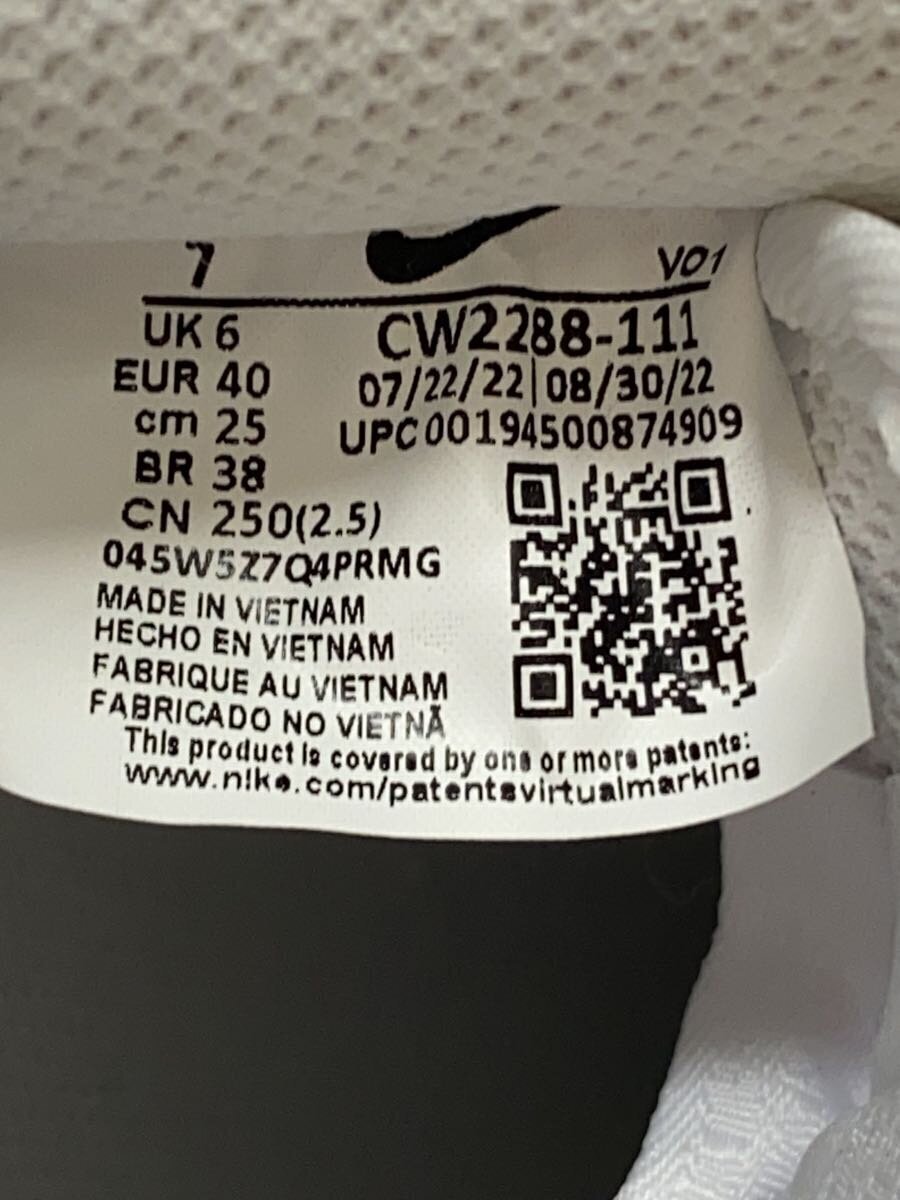 7 V01
UK 6 CW2288-111
EUR 40 07/22/22|08/30/22
cm 25 UPC00194500874909
BR 38
CN 250(2.5)
045W5Z7Q4PRMG
MADE IN VIETNAM
HECHO EN VIETNAM
FABRIQUE AU VIETNAM
FABRICADO NO VIETNÃ
This product is covered by one or more patents:
www.nike.com/patentsvirtualmarking